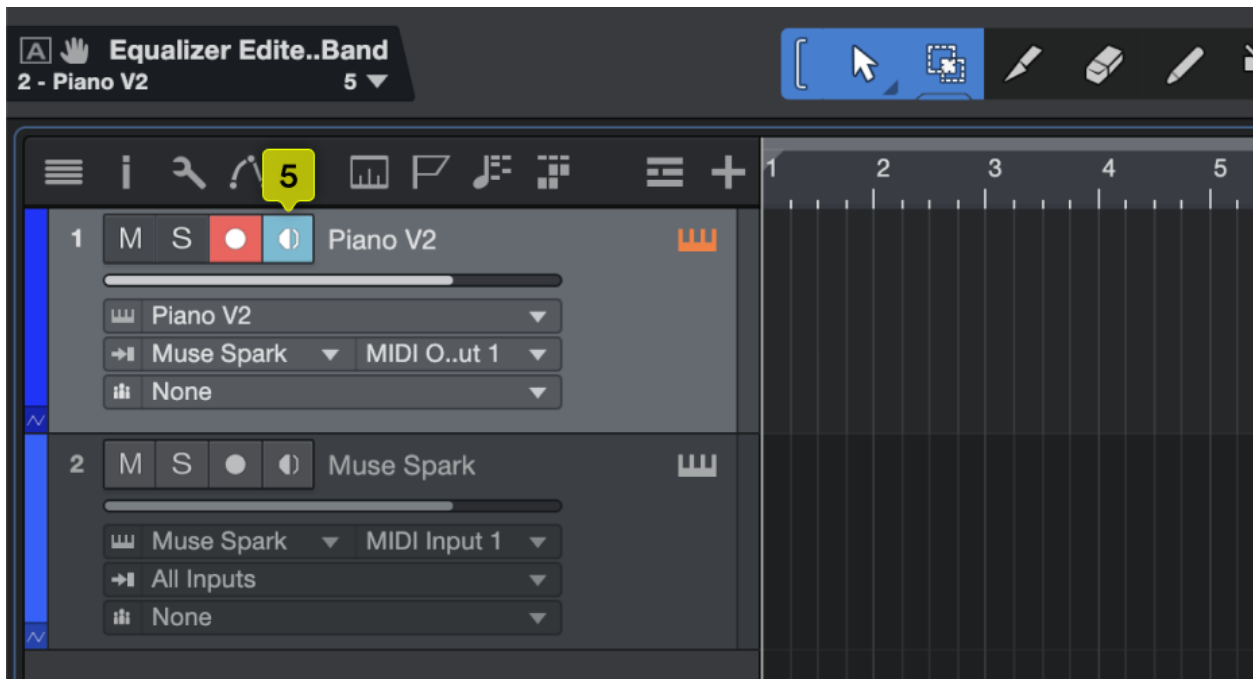 A Equalizer Edite..Band
2 - Piano V2 5
5
1 2 3 4 5
1 M S Piano V2
Piano V2
Muse Spark MIDI O..ut 1
None
2 M S Muse Spark
Muse Spark MIDI Input 1
All Inputs
None